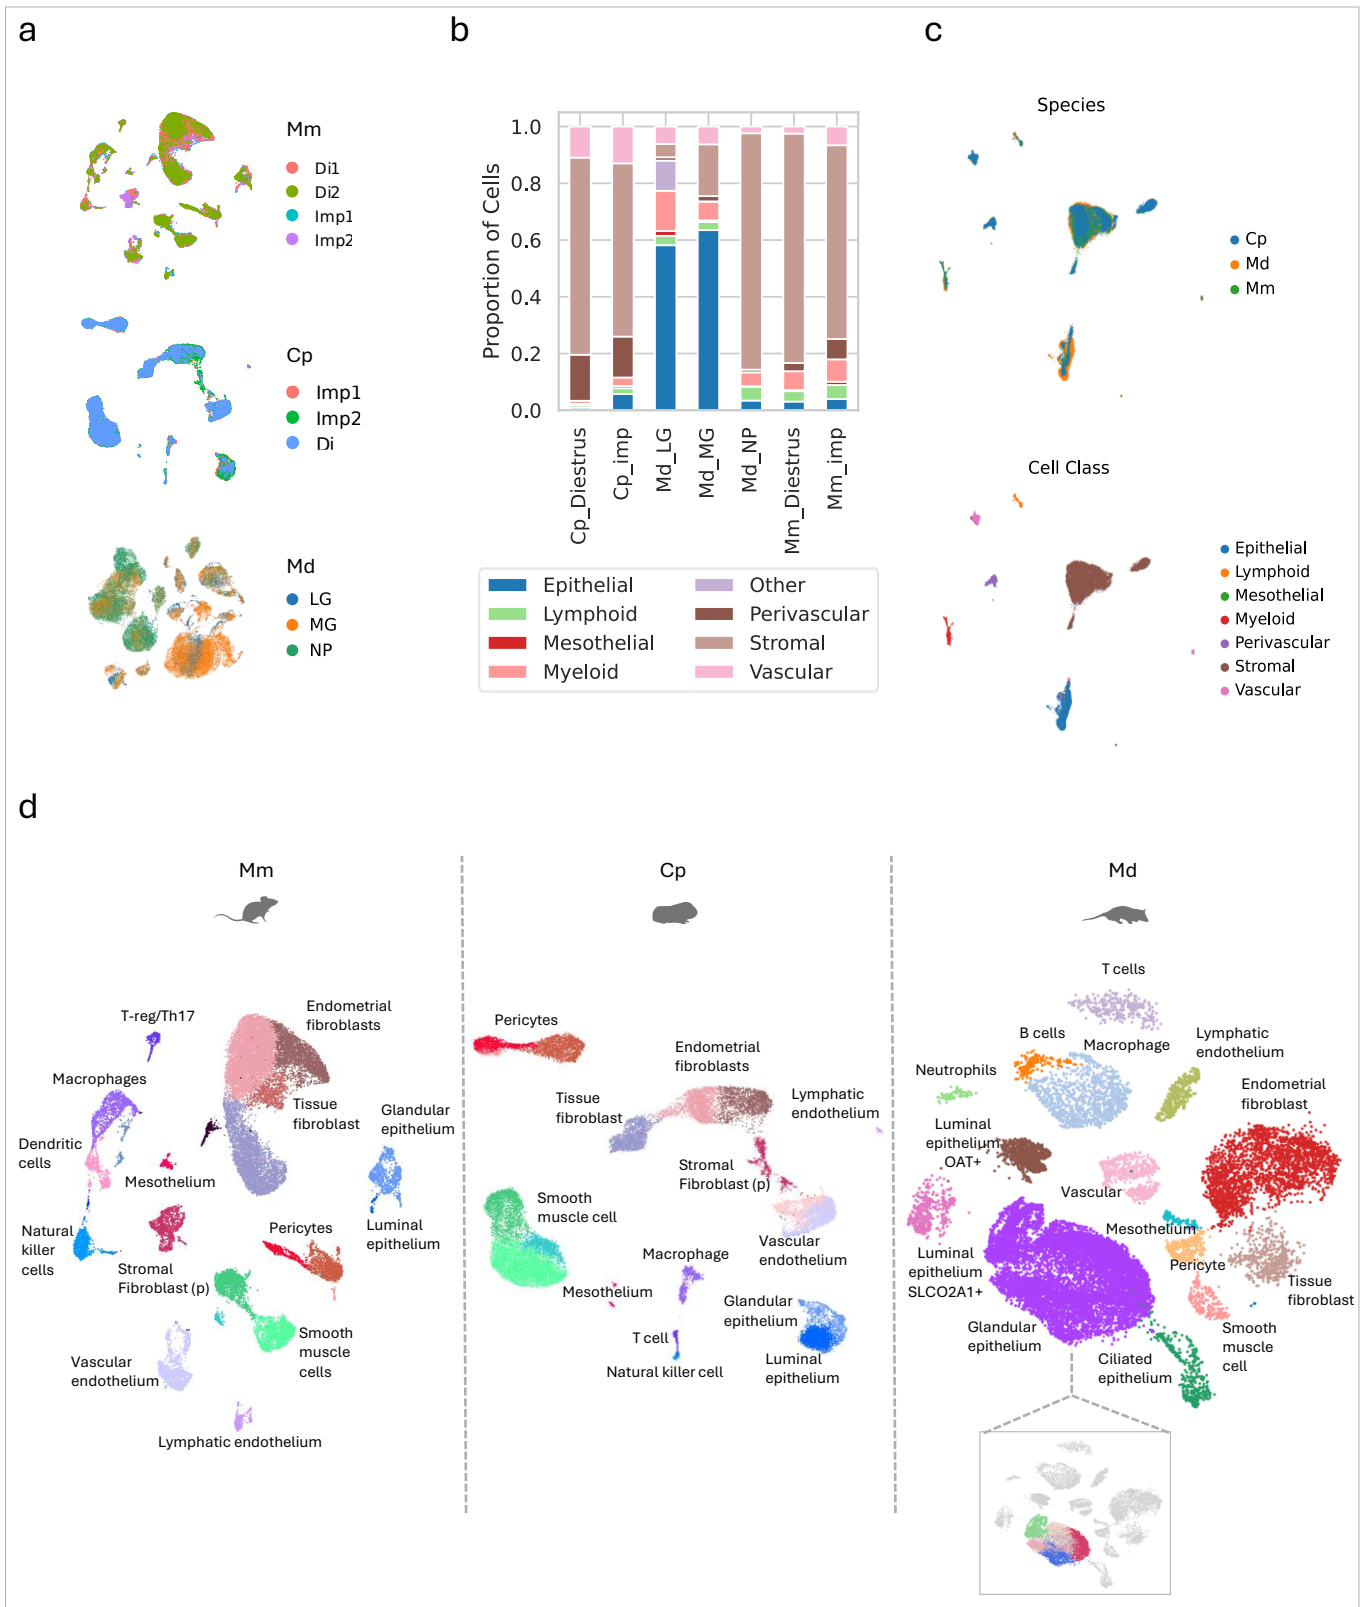 a
Mm
Di1
Di2
Imp1
Imp2
Cp
Imp1
Imp2
Di
Md
LG
MG
NP
b
Proportion of Cells
1.0
0.8
0.6
0.4
0.2
0.0
Cp_Diestrus
Cp_imp
Md_LG
Md_MG
Md_NP
Mm_Diestrus
Mm_imp
Epithelial
Lymphoid
Mesothelial
Myeloid
Other
Perivascular
Stromal
Vascular
c
Species
Cp
Md
Mm
Cell Class
Epithelial
Lymphoid
Mesothelial
Myeloid
Perivascular
Stromal
Vascular
d
Mm
T-reg/Th17
Endometrial
fibroblasts
Macrophages
Tissue
fibroblast
Glandular
epithelium
Dendritic
cells
Mesothelium
Natural
killer
cells
Stromal
Fibroblast (p)
Pericytes
Luminal
epithelium
Vascular
endothelium
Smooth
muscle
cells
Lymphatic endothelium
Cp
Pericytes
Endometrial
fibroblasts
Tissue
fibroblast
Lymphatic
endothelium
Stromal
Fibroblast (p)
Smooth
muscle cell
Vascular
endothelium
Macrophage
Mesothelium
Glandular
epithelium
T cell
Natural killer cell
Luminal
epithelium
Md
T cells
B cells
Macrophage
Lymphatic
endothelium
Neutrophils
Endometrial
fibroblast
Luminal
epithelium
OAT+
Vascular
Mesothelium
Luminal
epithelium
SLCO2A1+
Pericyte
Tissue
fibroblast
Glandular
epithelium
Smooth
muscle
cell
Ciliated
epithelium